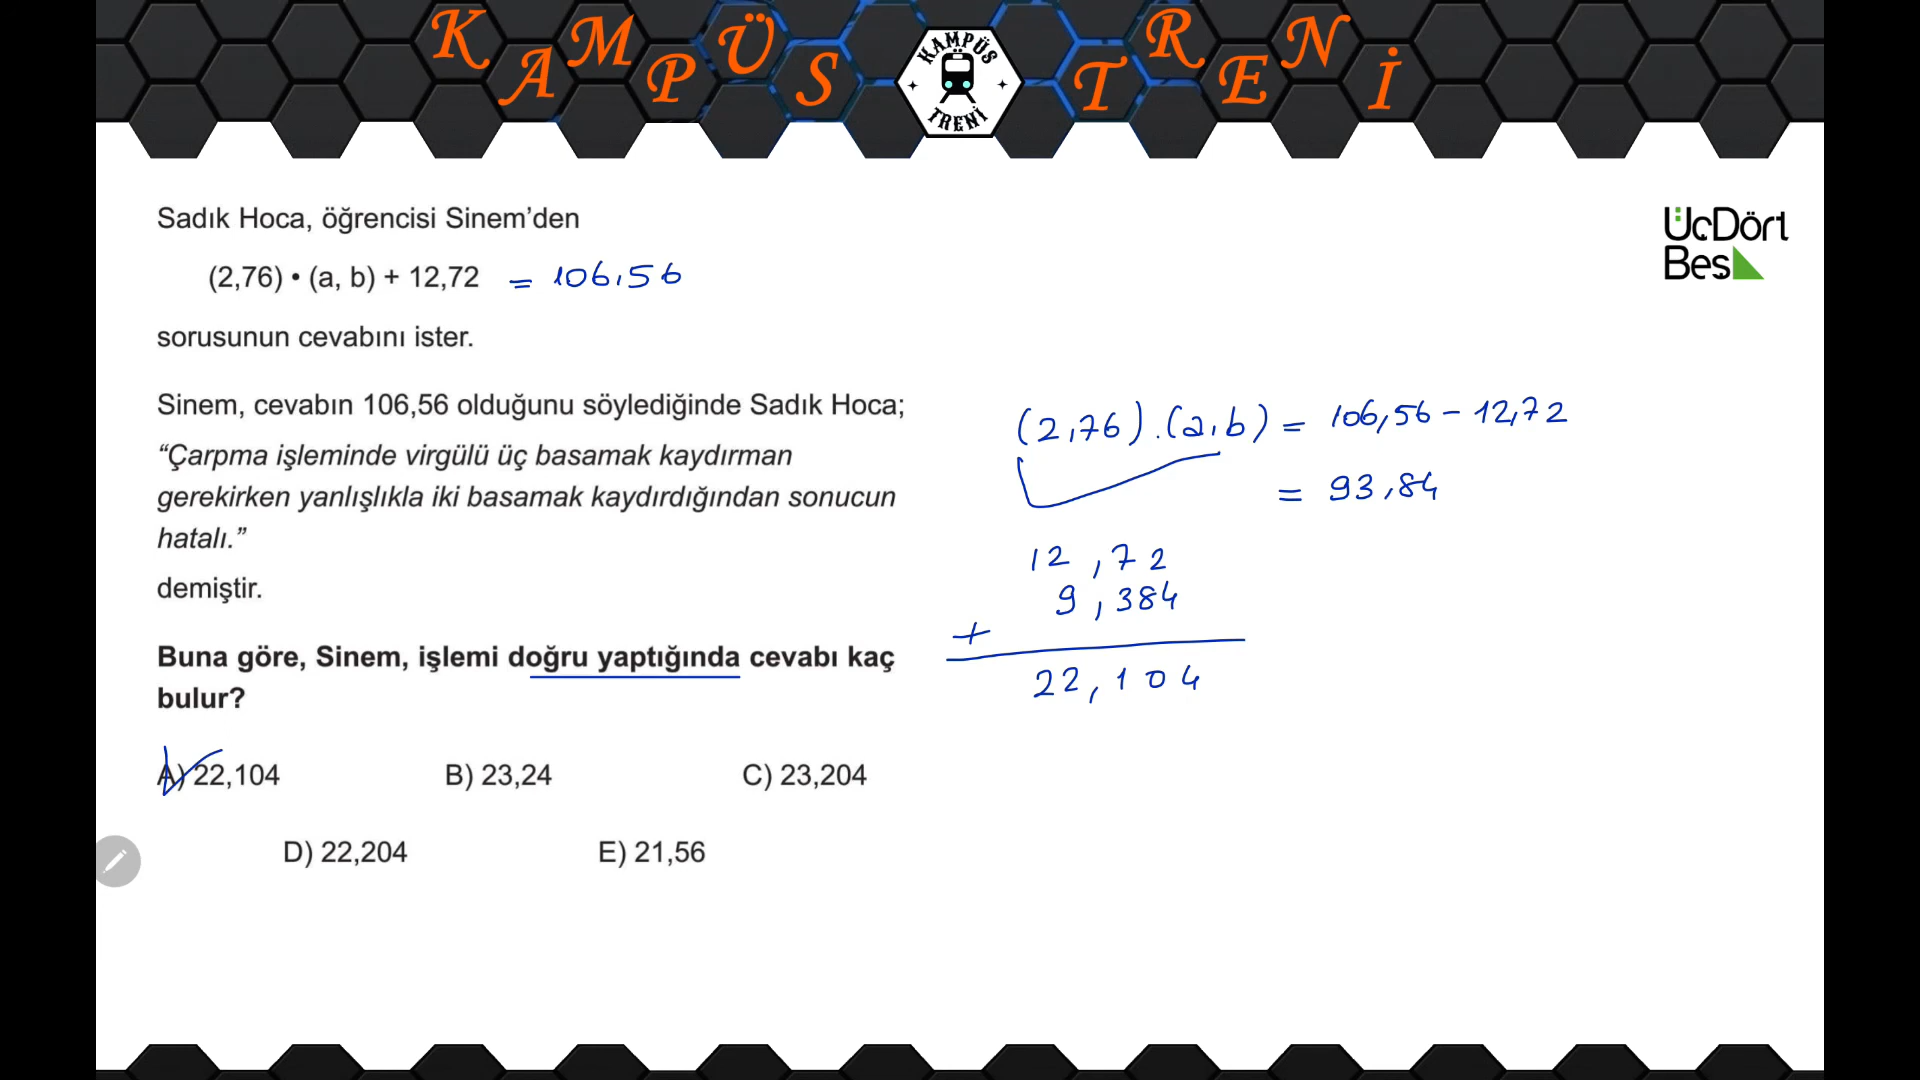 KAMPÜS TRENİ
KAMPÜS
TRENİ
ÜçDört
Beş
Sadık Hoca, öğrencisi Sinem’den
(2,76) • (a, b) + 12,72 = 106,56
sorusunun cevabını ister.
Sinem, cevabın 106,56 olduğunu söylediğinde Sadık Hoca;
“Çarpma işleminde virgülü üç basamak kaydırman
gerekirken yanlışlıkla iki basamak kaydırdığından sonucun
hatalı.”
demiştir.
Buna göre, Sinem, işlemi doğru yaptığında cevabı kaç
bulur?
A) 22,104 B) 23,24 C) 23,204
D) 22,204 E) 21,56
(2,76).(a,b) = 106,56 - 12,72
= 93,84
12,72
9,384
+
22,104